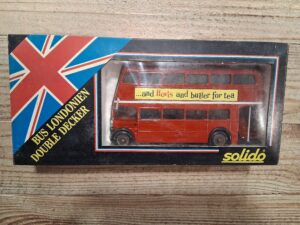 BUS LONDONIEN
DOUBLE DECKER
...and Hovis and butter for tea
solido